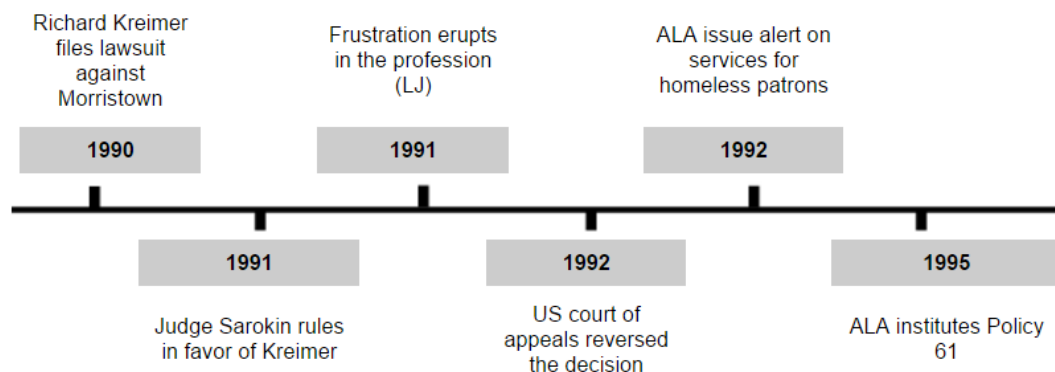 Richard Kreimer
files lawsuit
against
Morristown
1990
1991
Judge Sarokin rules
in favor of Kreimer
Frustration erupts
in the profession
(LJ)
1991
1992
US court of
appeals reversed
the decision
ALA issue alert on
services for
homeless patrons
1992
1995
ALA institutes Policy
61